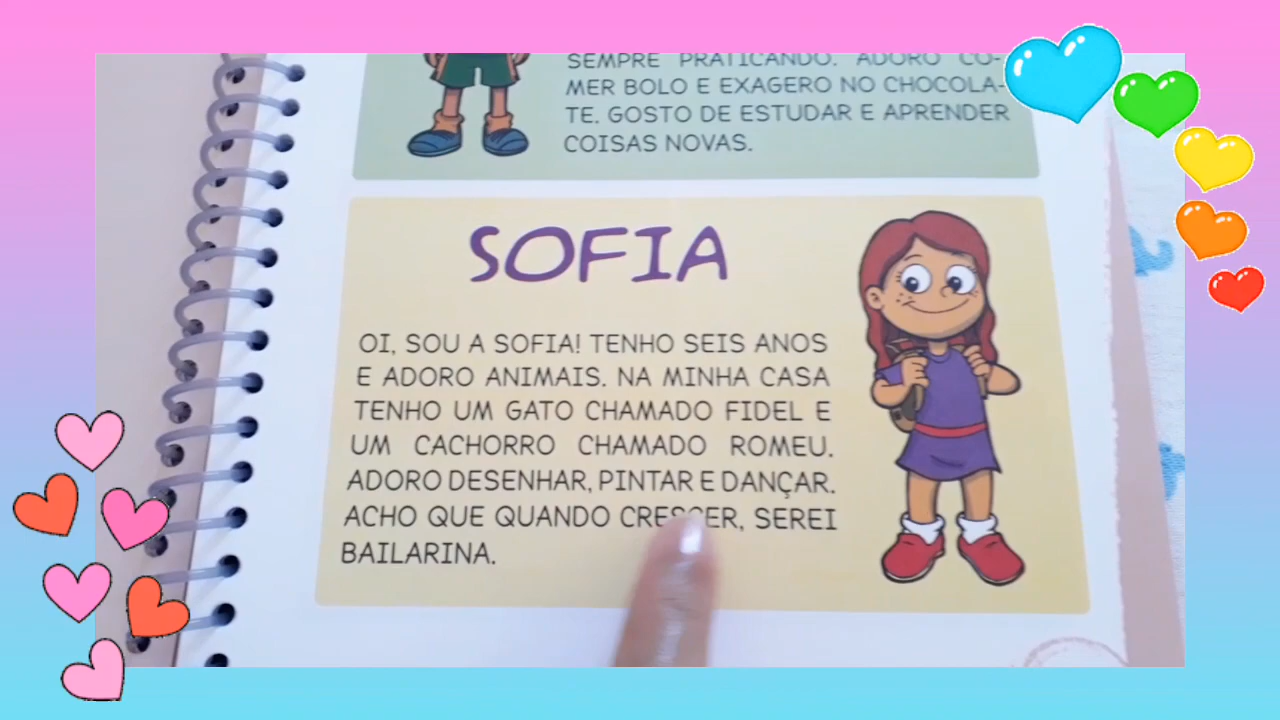 SEMPRE PRATICANDO. ADORO CO-
MER BOLO E EXAGERO NO CHOCOLA-
TE. GOSTO DE ESTUDAR E APRENDER
COISAS NOVAS.
SOFIA
OI, SOU A SOFIA! TENHO SEIS ANOS
E ADORO ANIMAIS. NA MINHA CASA
TENHO UM GATO CHAMADO FIDEL E
UM CACHORRO CHAMADO ROMEU.
ADORO DESENHAR, PINTAR E DANÇAR.
ACHO QUE QUANDO CRESCER, SEREI
BAILARINA.